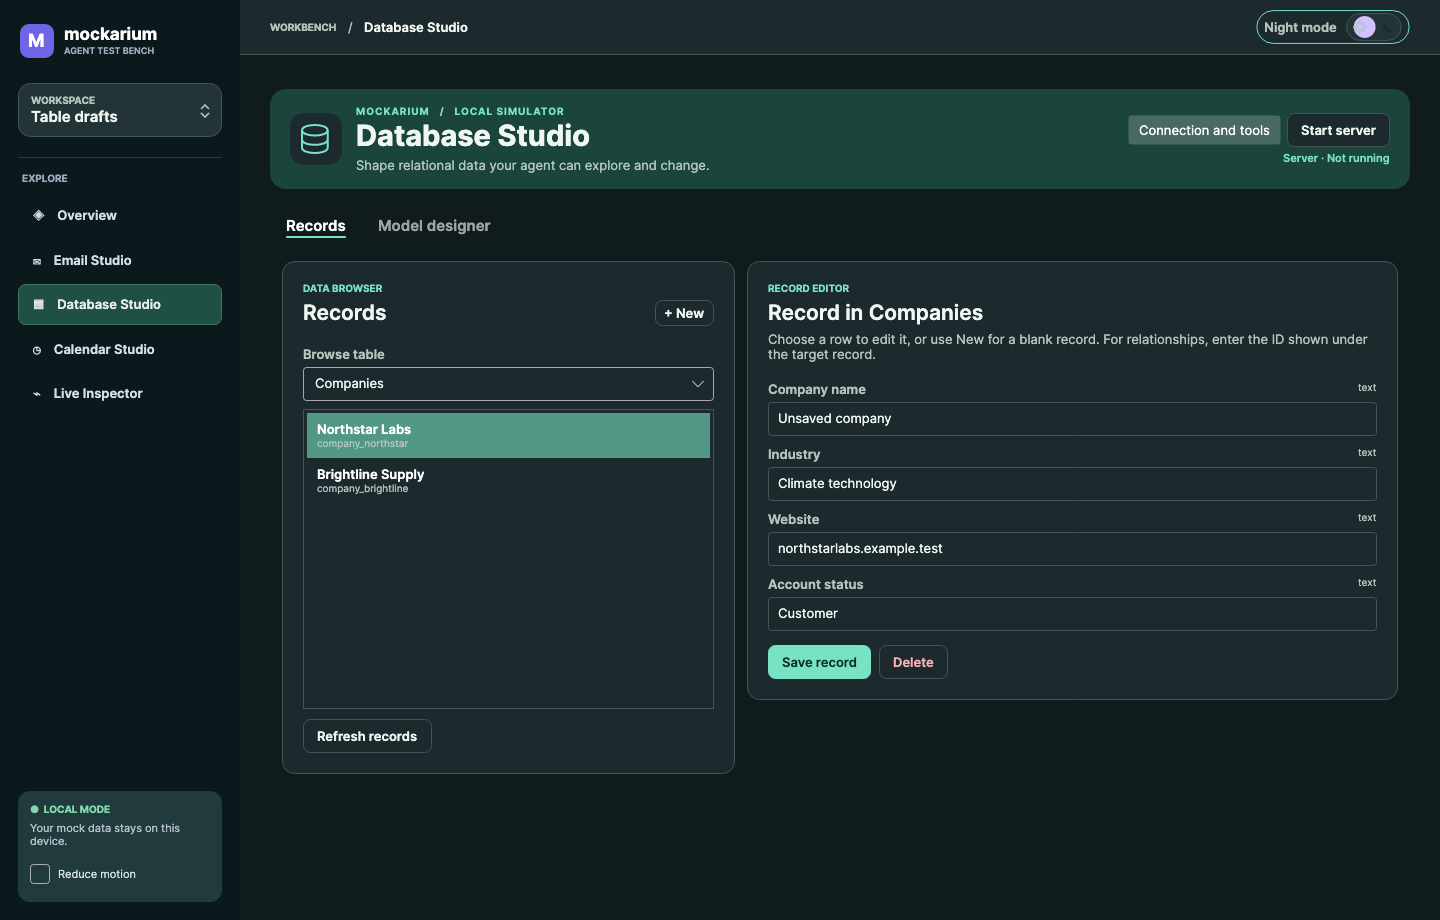 M
mockarium
AGENT TEST BENCH
WORKSPACE
Table drafts
EXPLORE
Overview
Email Studio
Database Studio
Calendar Studio
Live Inspector
LOCAL MODE
Your mock data stays on this
device.
Reduce motion
WORKBENCH / Database Studio
Night mode
MOCKARIUM / LOCAL SIMULATOR
Database Studio
Shape relational data your agent can explore and change.
Connection and tools
Start server
Server · Not running
Records
Model designer
DATA BROWSER
Records
+ New
Browse table
Companies
Northstar Labs
company_northstar
Brightline Supply
company_brightline
Refresh records
RECORD EDITOR
Record in Companies
Choose a row to edit it, or use New for a blank record. For relationships, enter the ID shown under
the target record.
Company name text
Unsaved company
Industry text
Climate technology
Website text
northstarlabs.example.test
Account status text
Customer
Save record
Delete